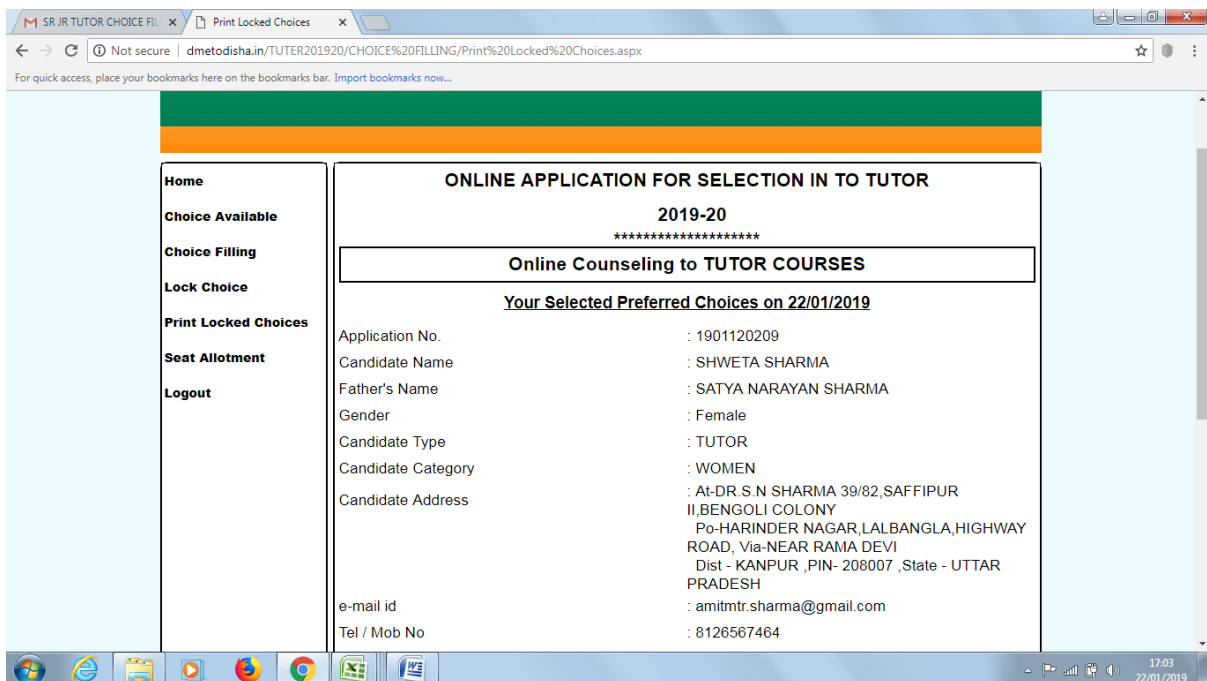 SR JR TUTOR CHOICE FIL
Print Locked Choices
Not secure | dmetodisha.in/TUTER201920/CHOICE%20FILLING/Print%20Locked%20Choices.aspx
For quick access, place your bookmarks here on the bookmarks bar. Import bookmarks now...
Home
Choice Available
Choice Filling
Lock Choice
Print Locked Choices
Seat Allotment
Logout
ONLINE APPLICATION FOR SELECTION IN TO TUTOR
2019-20
********************
Online Counseling to TUTOR COURSES
Your Selected Preferred Choices on 22/01/2019
Application No. : 1901120209
Candidate Name : SHWETA SHARMA
Father's Name : SATYA NARAYAN SHARMA
Gender : Female
Candidate Type : TUTOR
Candidate Category : WOMEN
Candidate Address : At-DR.S.N SHARMA 39/82,SAFFIPUR
II,BENGOLI COLONY
Po-HARINDER NAGAR,LALBANGLA,HIGHWAY
ROAD, Via-NEAR RAMA DEVI
Dist - KANPUR ,PIN- 208007 ,State - UTTAR
PRADESH
e-mail id : amitmtr.sharma@gmail.com
Tel / Mob No : 8126567464
17:03
22/01/2019